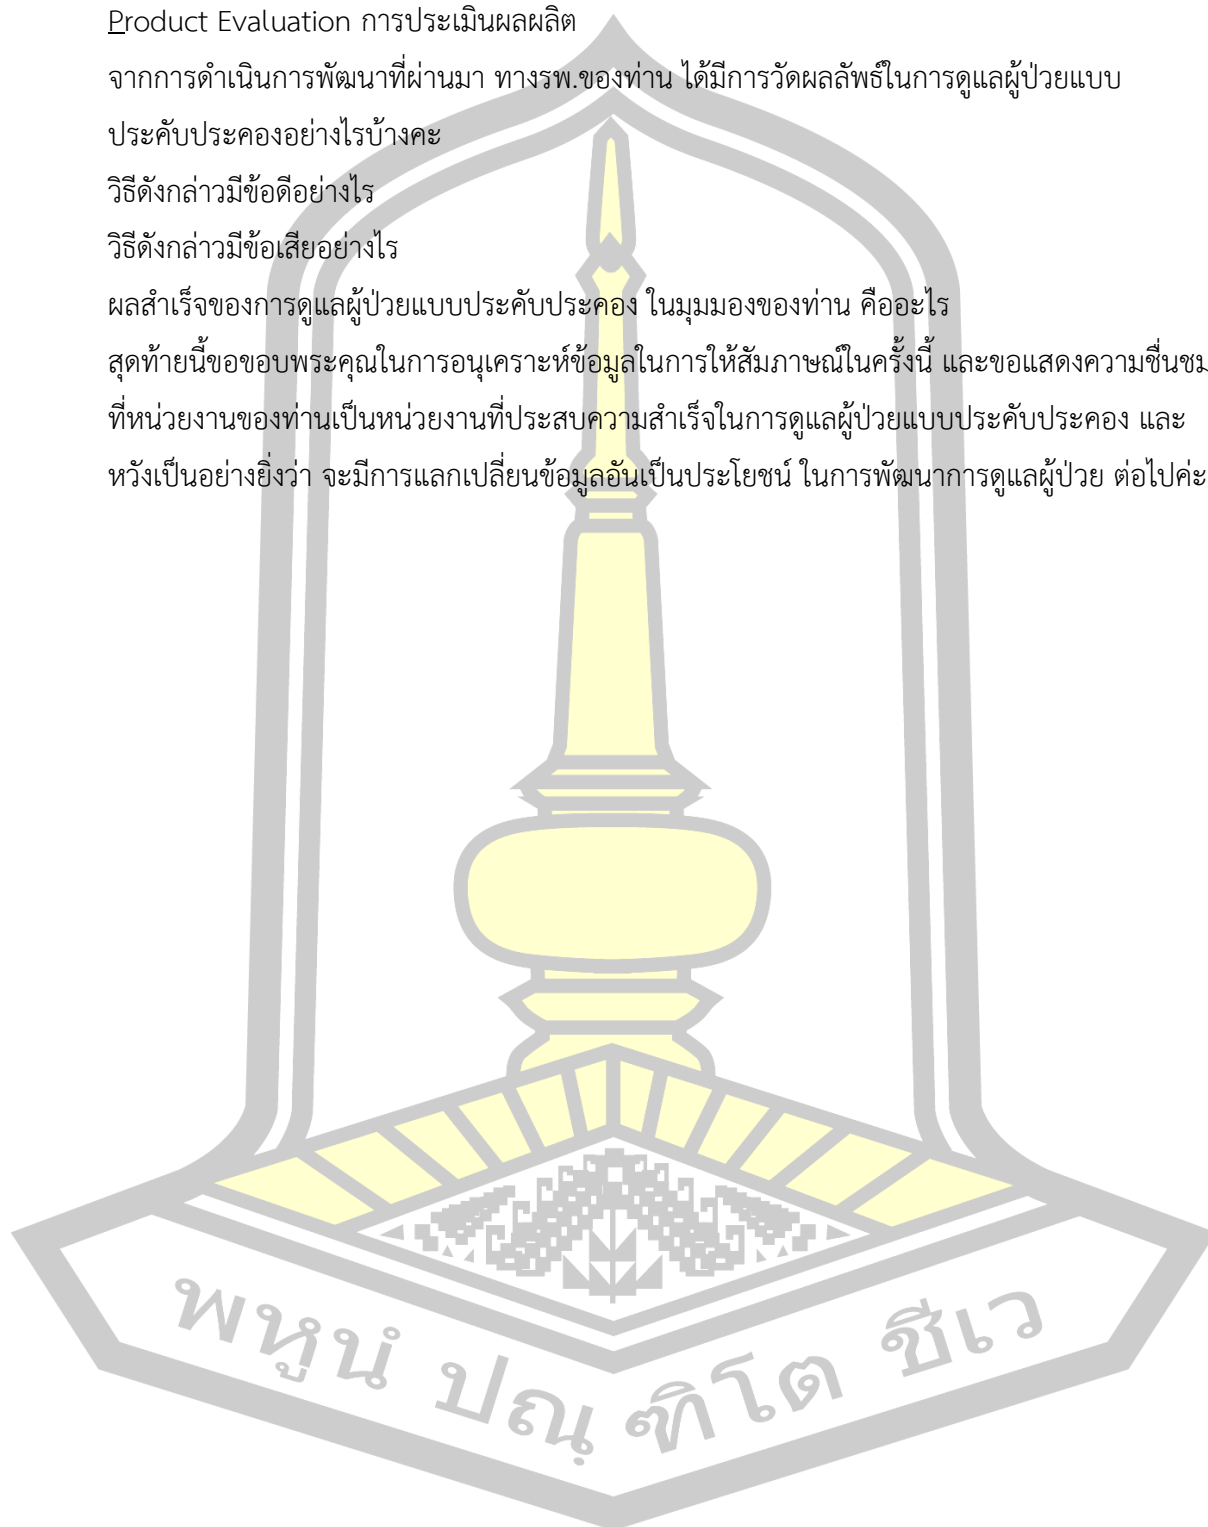 Product Evaluation การประเมินผลผลิต
จากการดำเนินการพัฒนาที่ผ่านมา ทางรพ.ของท่าน ได้มีการวัดผลลัพธ์ในการดูแลผู้ป่วยแบบ
ประคับประคองอย่างไรบ้างคะ
วิธีดังกล่าวมีข้อดีอย่างไร
วิธีดังกล่าวมีข้อเสียอย่างไร
ผลสำเร็จของการดูแลผู้ป่วยแบบประคับประคอง ในมุมมองของท่าน คืออะไร
สุดท้ายนี้ขอขอบพระคุณในการอนุเคราะห์ข้อมูลในการให้สัมภาษณ์ในครั้งนี้ และขอแสดงความชื่นชม
ที่หน่วยงานของท่านเป็นหน่วยงานที่ประสบความสำเร็จในการดูแลผู้ป่วยแบบประคับประคอง และ
หวังเป็นอย่างยิ่งว่า จะมีการแลกเปลี่ยนข้อมูลอันเป็นประโยชน์ ในการพัฒนาการดูแลผู้ป่วย ต่อไปค่ะ
พหูนํ ปณฺ ฑิโต ชีเว